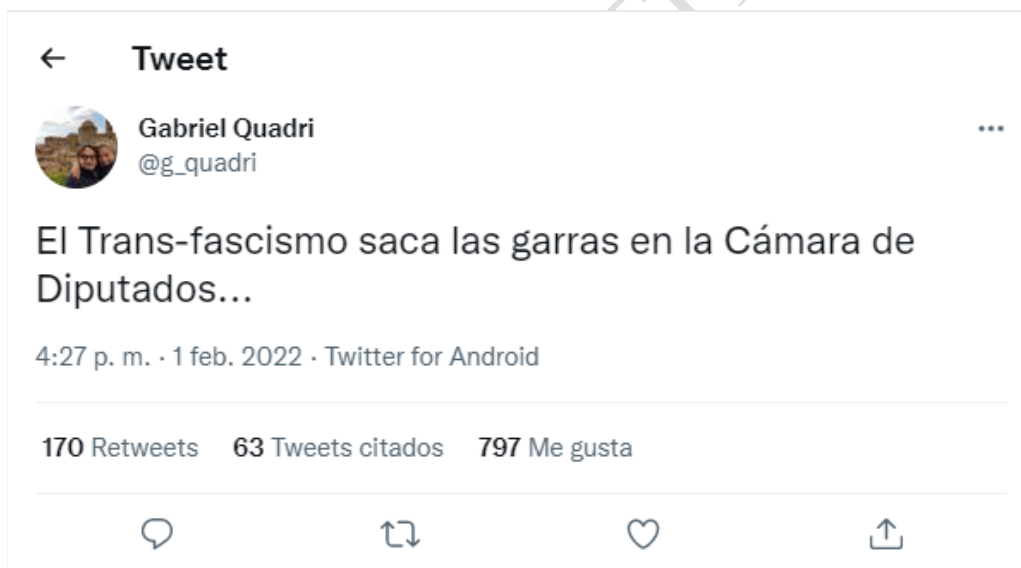 Tweet
Gabriel Quadri
@g_quadri
El Trans-fascismo saca las garras en la Cámara de
Diputados...
4:27 p. m. · 1 feb. 2022 · Twitter for Android
170 Retweets 63 Tweets citados 797 Me gusta